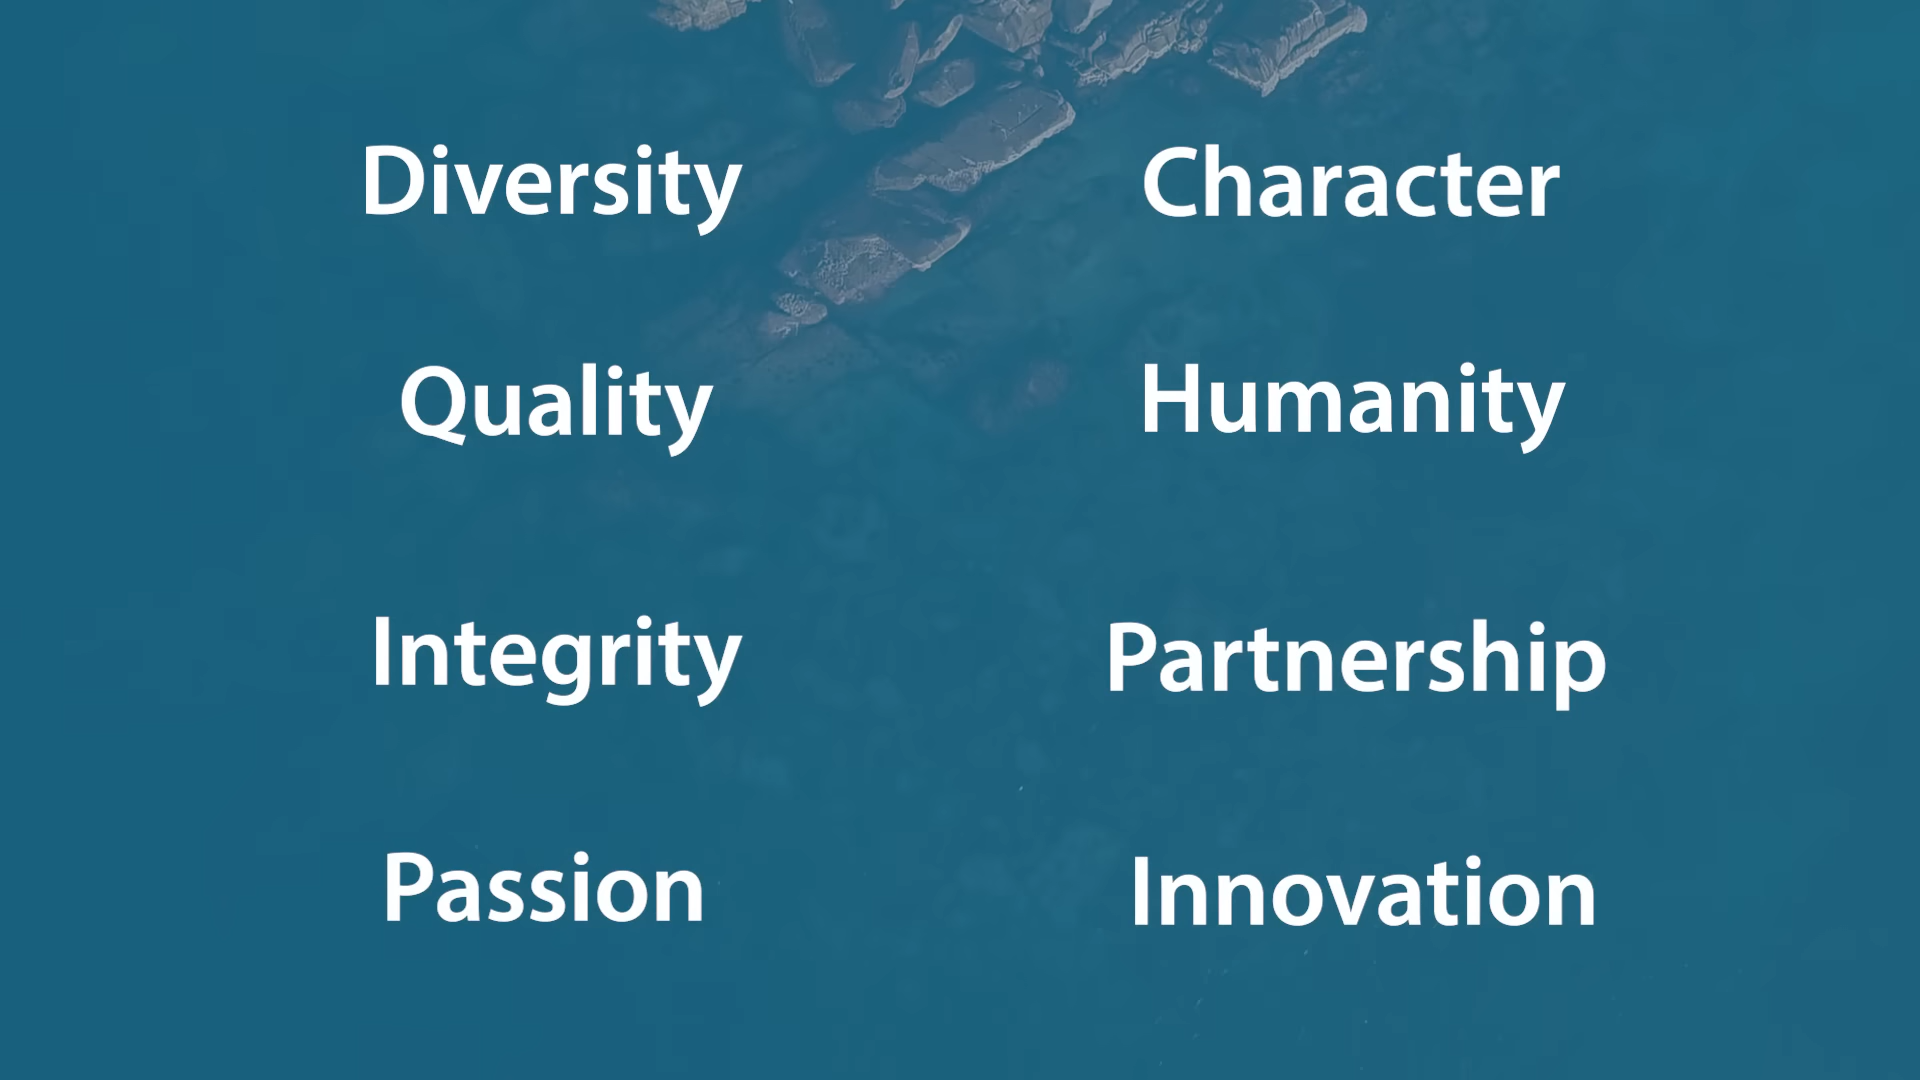 Diversity
Character
Quality
Humanity
Integrity
Partnership
Passion
Innovation